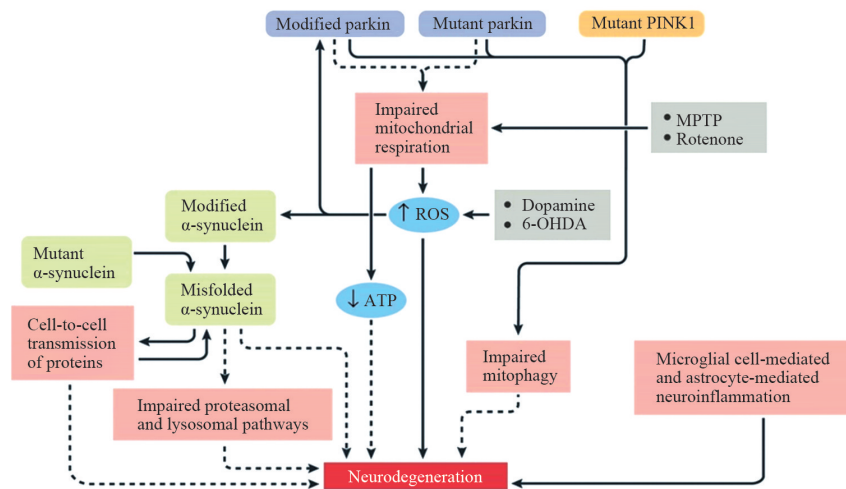 Modified parkin
Mutant parkin
Mutant PINK1
Impaired
mitochondrial
respiration
• MPTP
• Rotenone
Modified
α-synuclein
↑ ROS
• Dopamine
• 6-OHDA
Mutant
α-synuclein
Misfolded
α-synuclein
↓ ATP
Cell-to-cell
transmission
of proteins
Impaired
mitophagy
Microglial cell-mediated
and astrocyte-mediated
neuroinflammation
Impaired proteasomal
and lysosomal pathways
Neurodegeneration